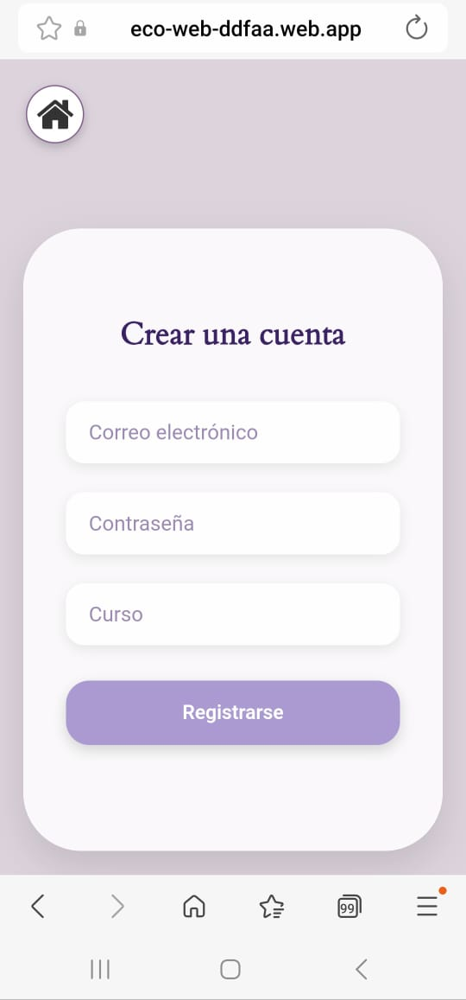 eco-web-ddfaa.web.app
Crear una cuenta
Correo electrónico
Contraseña
Curso
Registrarse
99